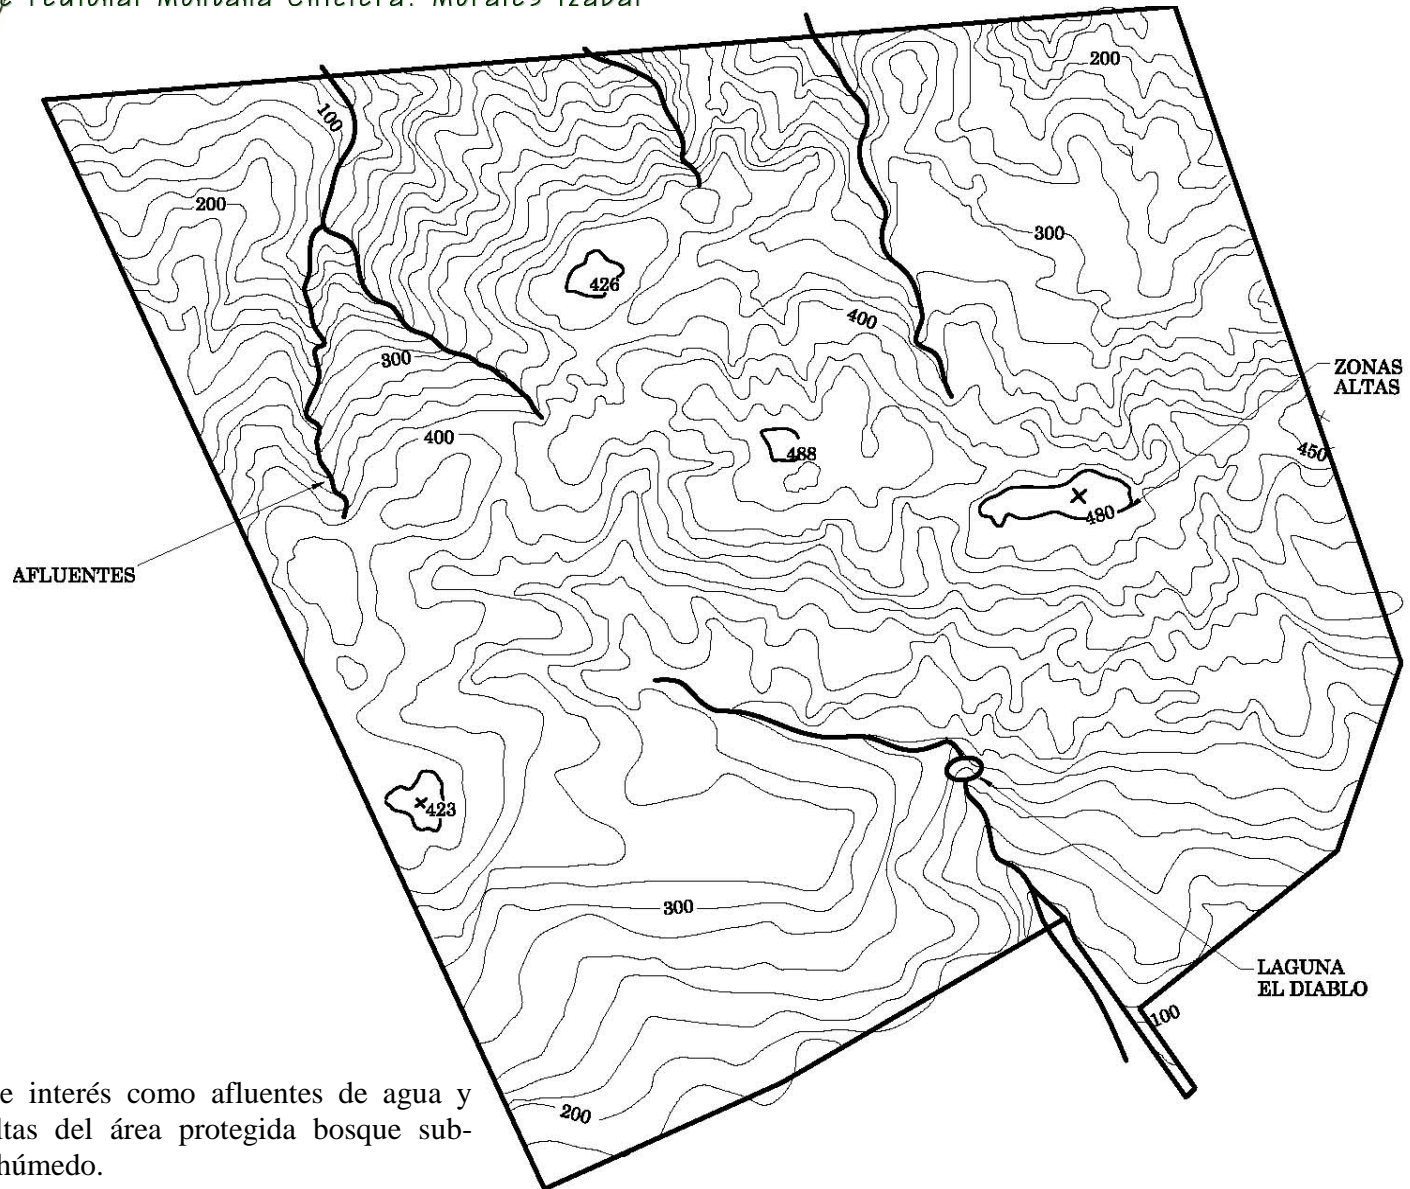 e regional Montaña Chiclera. Morales Izabal
200
100
200
300
426
400
300
ZONAS
ALTAS
400
450
488
480
AFLUENTES
423
300
LAGUNA
EL DIABLO
100
200
e interés como afluentes de agua y
ltas del área protegida bosque sub-
húmedo.